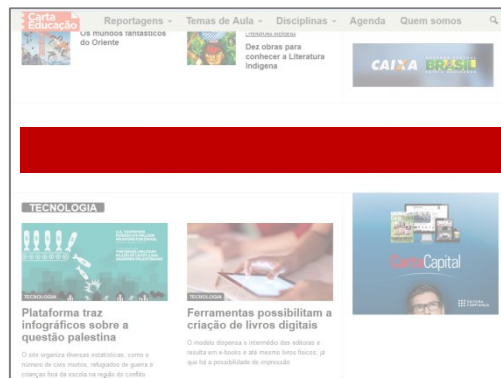 Carta
Educação
Reportagens
Temas de Aula
Disciplinas
Agenda
Quem somos
Os mundos fantásticos
do Oriente
Literatura Indígena
Dez obras para
conhecer a Literatura
Indígena
CAIXA
BRASIL
TECNOLOGIA
TECNOLOGIA
Plataforma traz
infográficos sobre a
questão palestina
O site organiza diversas estatísticas, como o
número de civis mortos, refugiados de guerra e
crianças fora da escola na região do conflito
TECNOLOGIA
Ferramentas possibilitam a
criação de livros digitais
O modelo dispensa o intermédio das editoras e
resulta em e-books e até mesmo livros físicos, já
que há a possibilidade de impressão
CartaCapital